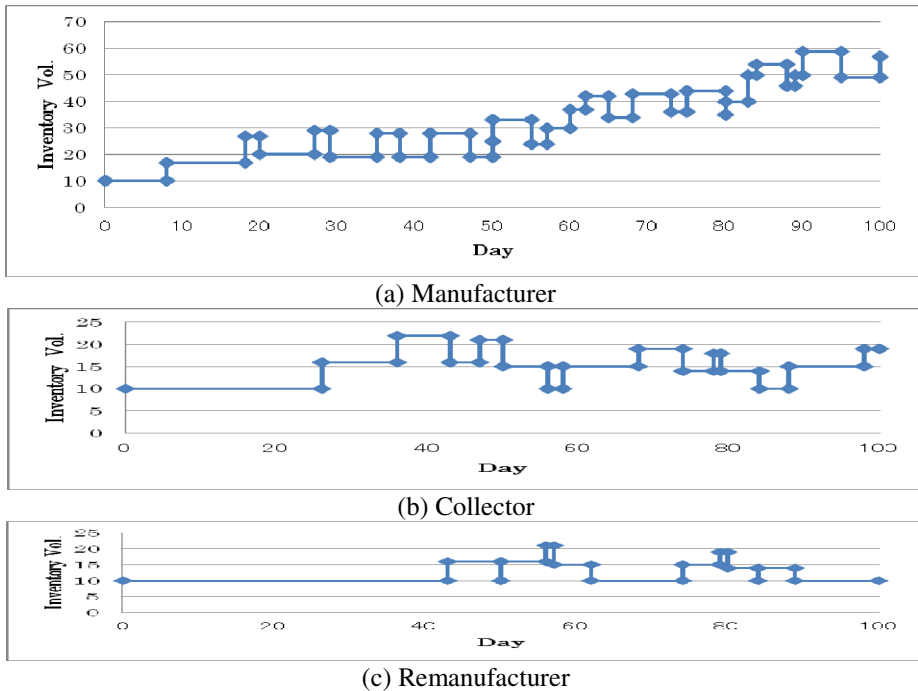 70
60
50
40
30
20
10
0
Inventory Vol.
0 10 20 30 40 50 60 70 80 90 100
Day
(a) Manufacturer
25
20
15
10
5
0
Inventory Vol.
0 20 40 60 80 100
Day
(b) Collector
25
20
15
10
5
0
Inventory Vol.
0 20 40 60 80 100
Day
(c) Remanufacturer